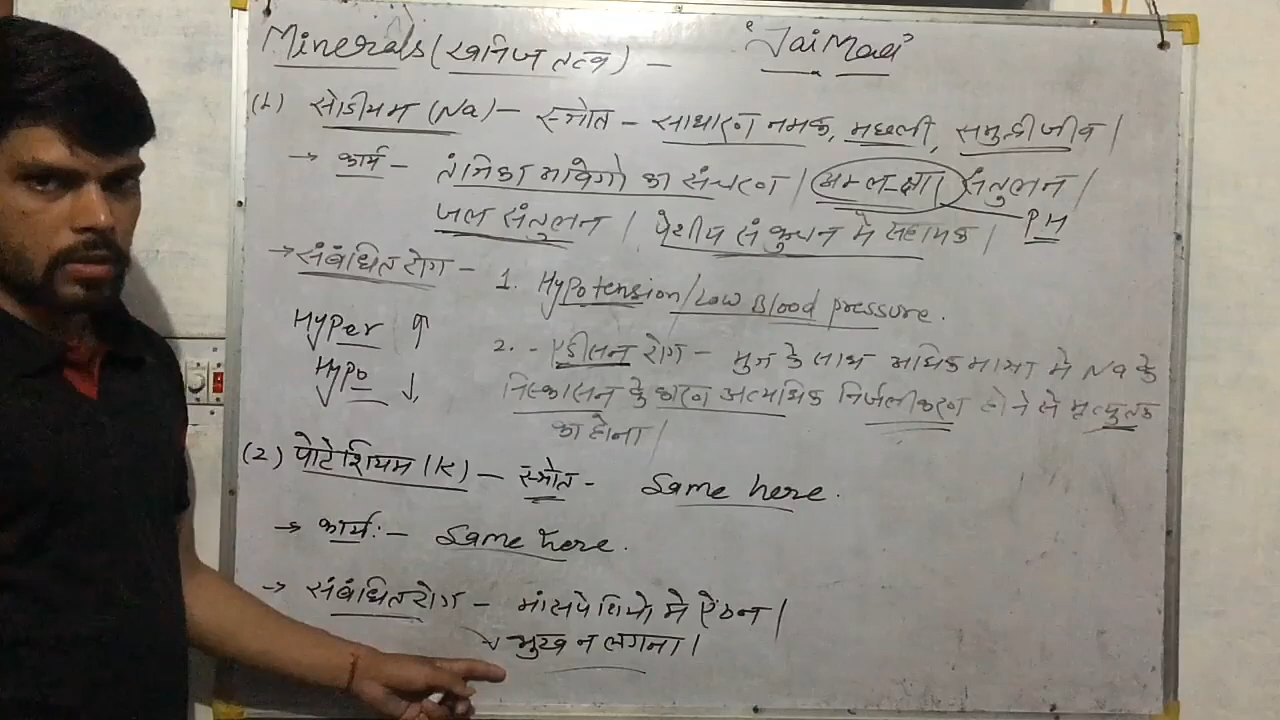 Minerals (खनिज तत्व) - "Jai Maa"
(1) सोडीयम (Na) - स्त्रोत - साधारण नमक, मछली, समुद्रीजीव |
→ कार्य - तंत्रिका आवेगो का संचरण | अम्ल-क्षार संतुलन |
जल संतुलन | पेशीय संकुचन मे सहायक | PH
→ संबंधित रोग - 1. Hypotension/Low Blood pressure.
Hyper ↑
Hypo ↓
2. - एडीसन रोग - मुत्र के साथ अधिक मात्रा मे Na के
निष्कासन के कारण अत्यधिक निर्जलीकरण होने से मृत्यु तक
का होना |
(2) पोटेशियम (K) - स्त्रोत - Same here.
→ कार्य :- Same here.
→ संबंधित रोग - मांसपेशियो मे ऐंठन |
→ भुख न लगना |